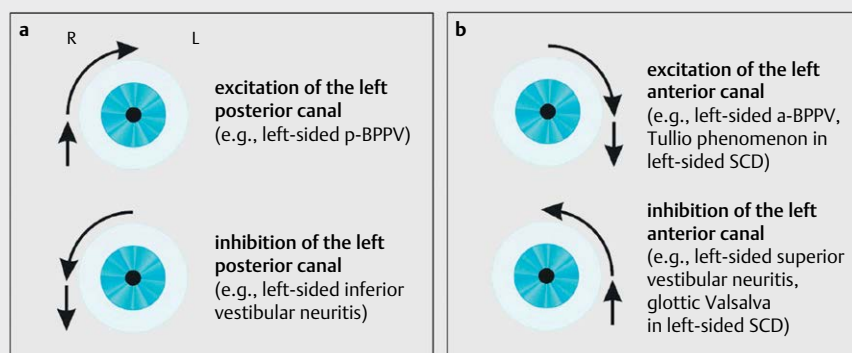 a
R L
excitation of the left
posterior canal
(e.g., left-sided p-BPPV)
inhibition of the left
posterior canal
(e.g., left-sided inferior
vestibular neuritis)
b
excitation of the left
anterior canal
(e.g., left-sided a-BPPV,
Tullio phenomenon in
left-sided SCD)
inhibition of the left
anterior canal
(e.g., left-sided superior
vestibular neuritis,
glottic Valsalva
in left-sided SCD)